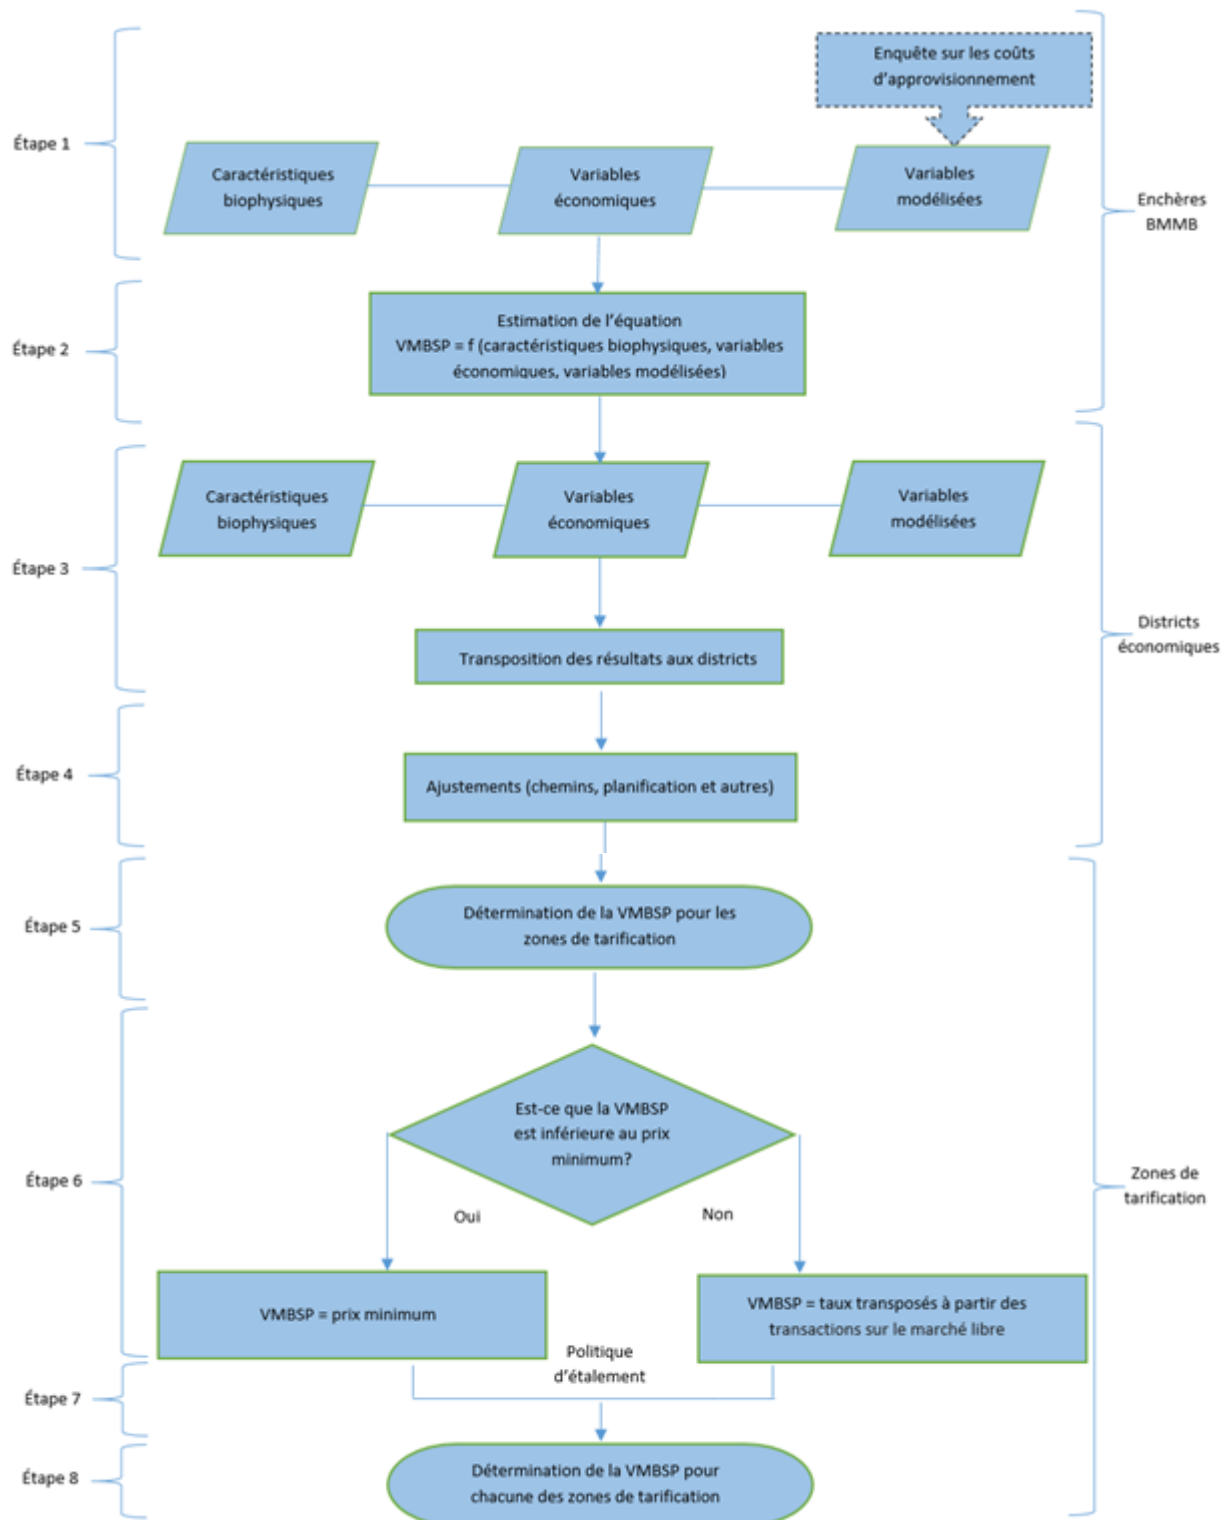 Enquête sur les coûts
d'approvisionnement
Étape 1
Caractéristiques
biophysiques
Variables
économiques
Variables
modélisées
Enchères
BMMB
Étape 2
Estimation de l'équation
VMBSP = f (caractéristiques biophysiques, variables
économiques, variables modélisées)
Étape 3
Caractéristiques
biophysiques
Variables
économiques
Variables
modélisées
Districts
économiques
Transposition des résultats aux districts
Étape 4
Ajustements (chemins, planification et autres)
Étape 5
Détermination de la VMBSP pour les
zones de tarification
Étape 6
Est-ce que la VMBSP
est inférieure au prix
minimum?
Zones de
tarification
Oui
Non
VMBSP = prix minimum
VMBSP = taux transposés à partir des
transactions sur le marché libre
Politique
d'étalement
Étape 7
Étape 8
Détermination de la VMBSP pour
chacune des zones de tarification